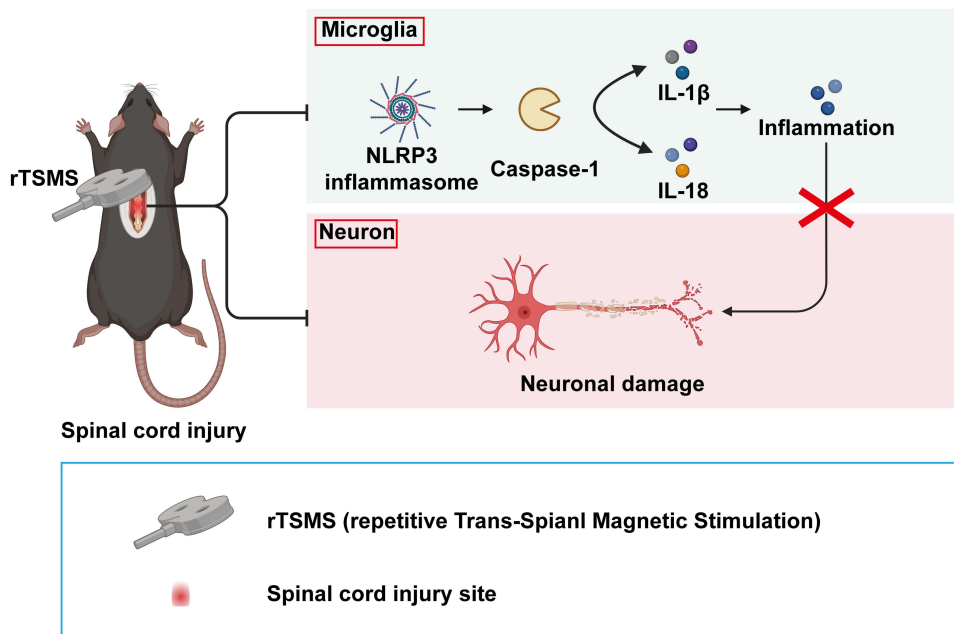 Microglia
rTSMS
NLRP3
inflammasome
Caspase-1
IL-1β
IL-18
Inflammation
Neuron
Neuronal damage
Spinal cord injury
rTSMS (repetitive Trans-Spianl Magnetic Stimulation)
Spinal cord injury site